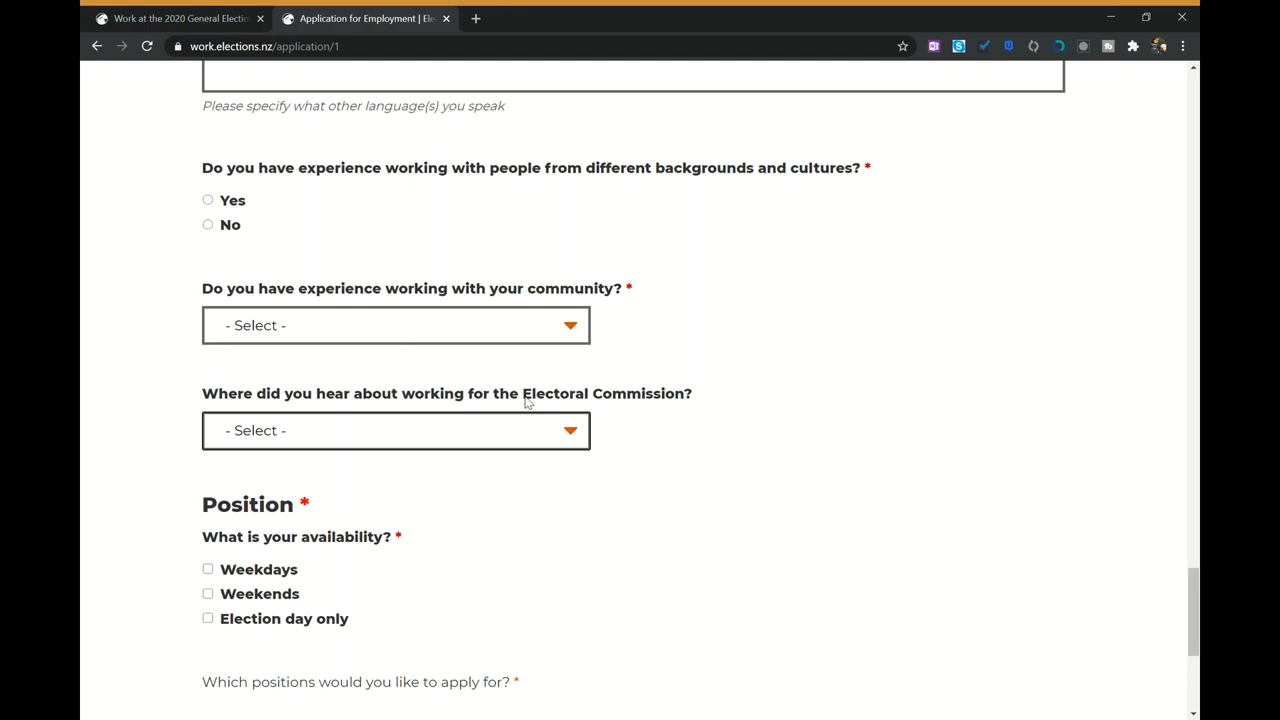 Work at the 2020 General Electio
Application for Employment | Ele
work.elections.nz/application/1
Please specify what other language(s) you speak
Do you have experience working with people from different backgrounds and cultures? *
Yes
No
Do you have experience working with your community? *
- Select -
Where did you hear about working for the Electoral Commission?
- Select -
Position *
What is your availability? *
Weekdays
Weekends
Election day only
Which positions would you like to apply for? *